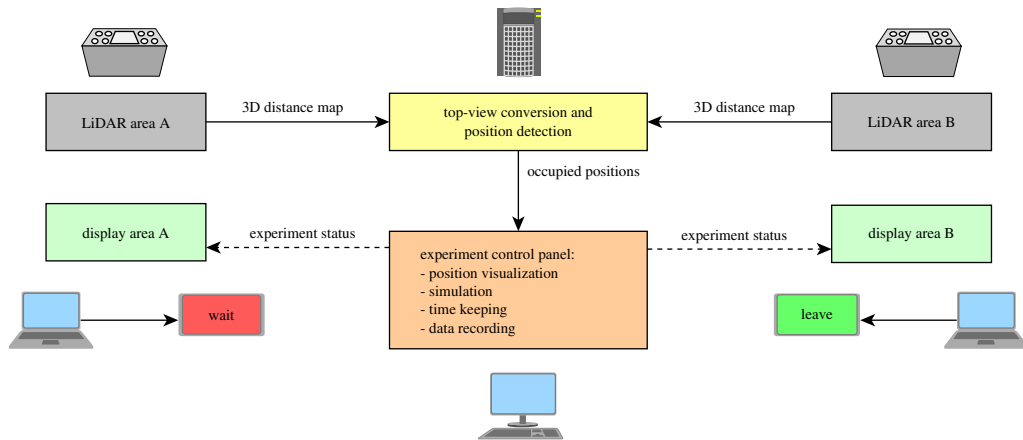 3D distance map
3D distance map
LiDAR area A
top-view conversion and
position detection
LiDAR area B
occupied positions
display area A
experiment status
experiment status
display area B
experiment control panel:
- position visualization
- simulation
- time keeping
- data recording
wait
leave